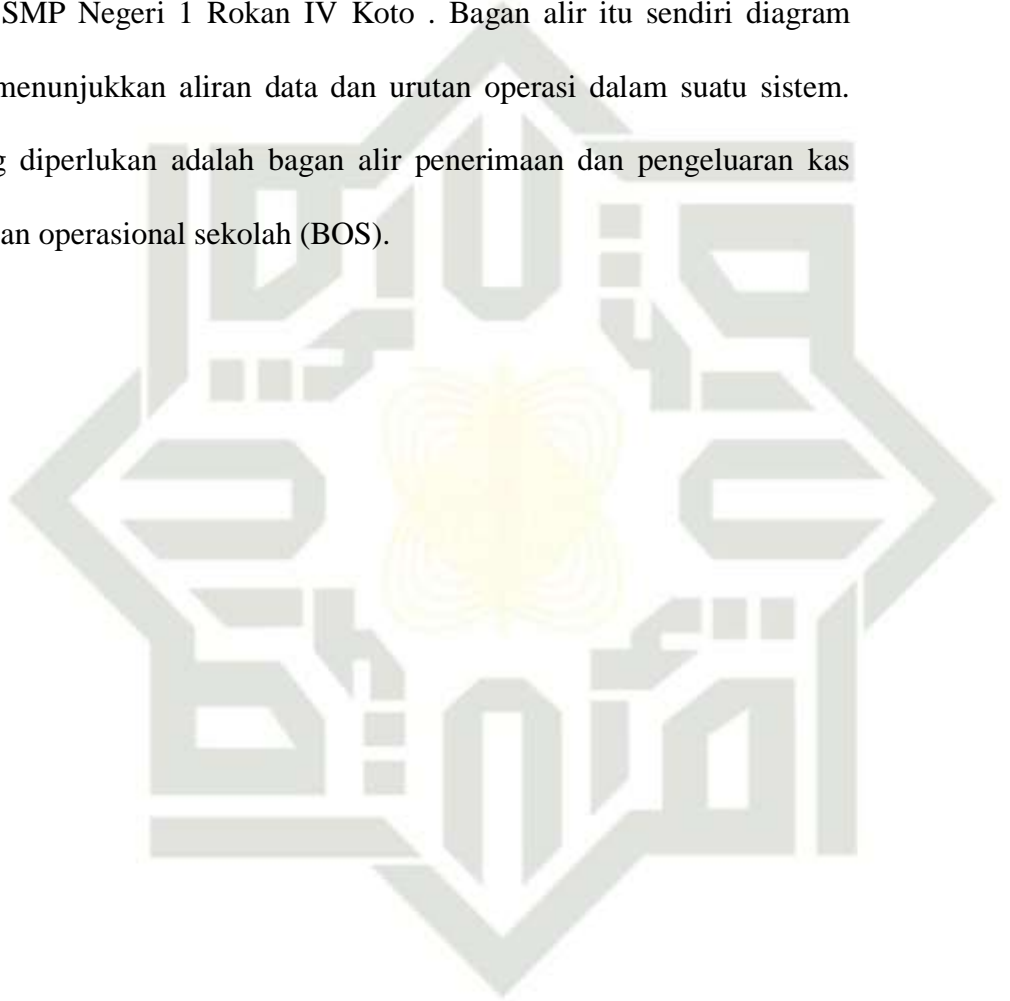 SMP Negeri 1 Rokan IV Koto . Bagan alir itu sendiri diagram
menunjukkan aliran data dan urutan operasi dalam suatu sistem.
diperlukan adalah bagan alir penerimaan dan pengeluaran kas
operasional sekolah (BOS).